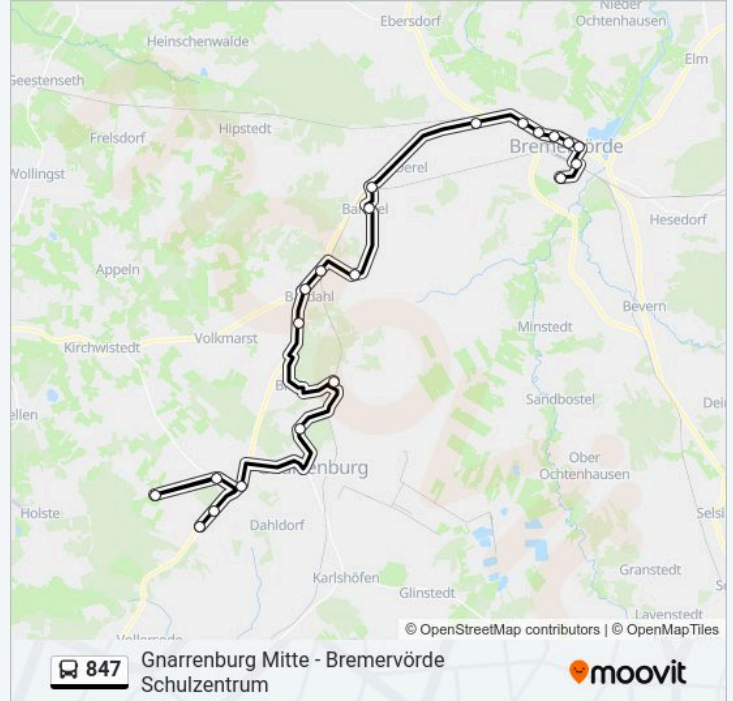 Nieder
Ochtenhausen
Ebersdorf
Heinschenwalde
Elm
Geestenseth
Frelsdorf
Hipstedt
Wollingst
Hesedorf
Appeln
Bevern
Volkmarst
Minstedt
Kirchwistedt
Sandbostel
Ober
Ochtenhausen
Holste
Dahldorf
Granstedt
Karlshöfen
Glinstedt
Lavenstedt
© OpenStreetMap contributors | © OpenMapTiles
847
Gnarrenburg Mitte - Bremervörde
Schulzentrum
moovit